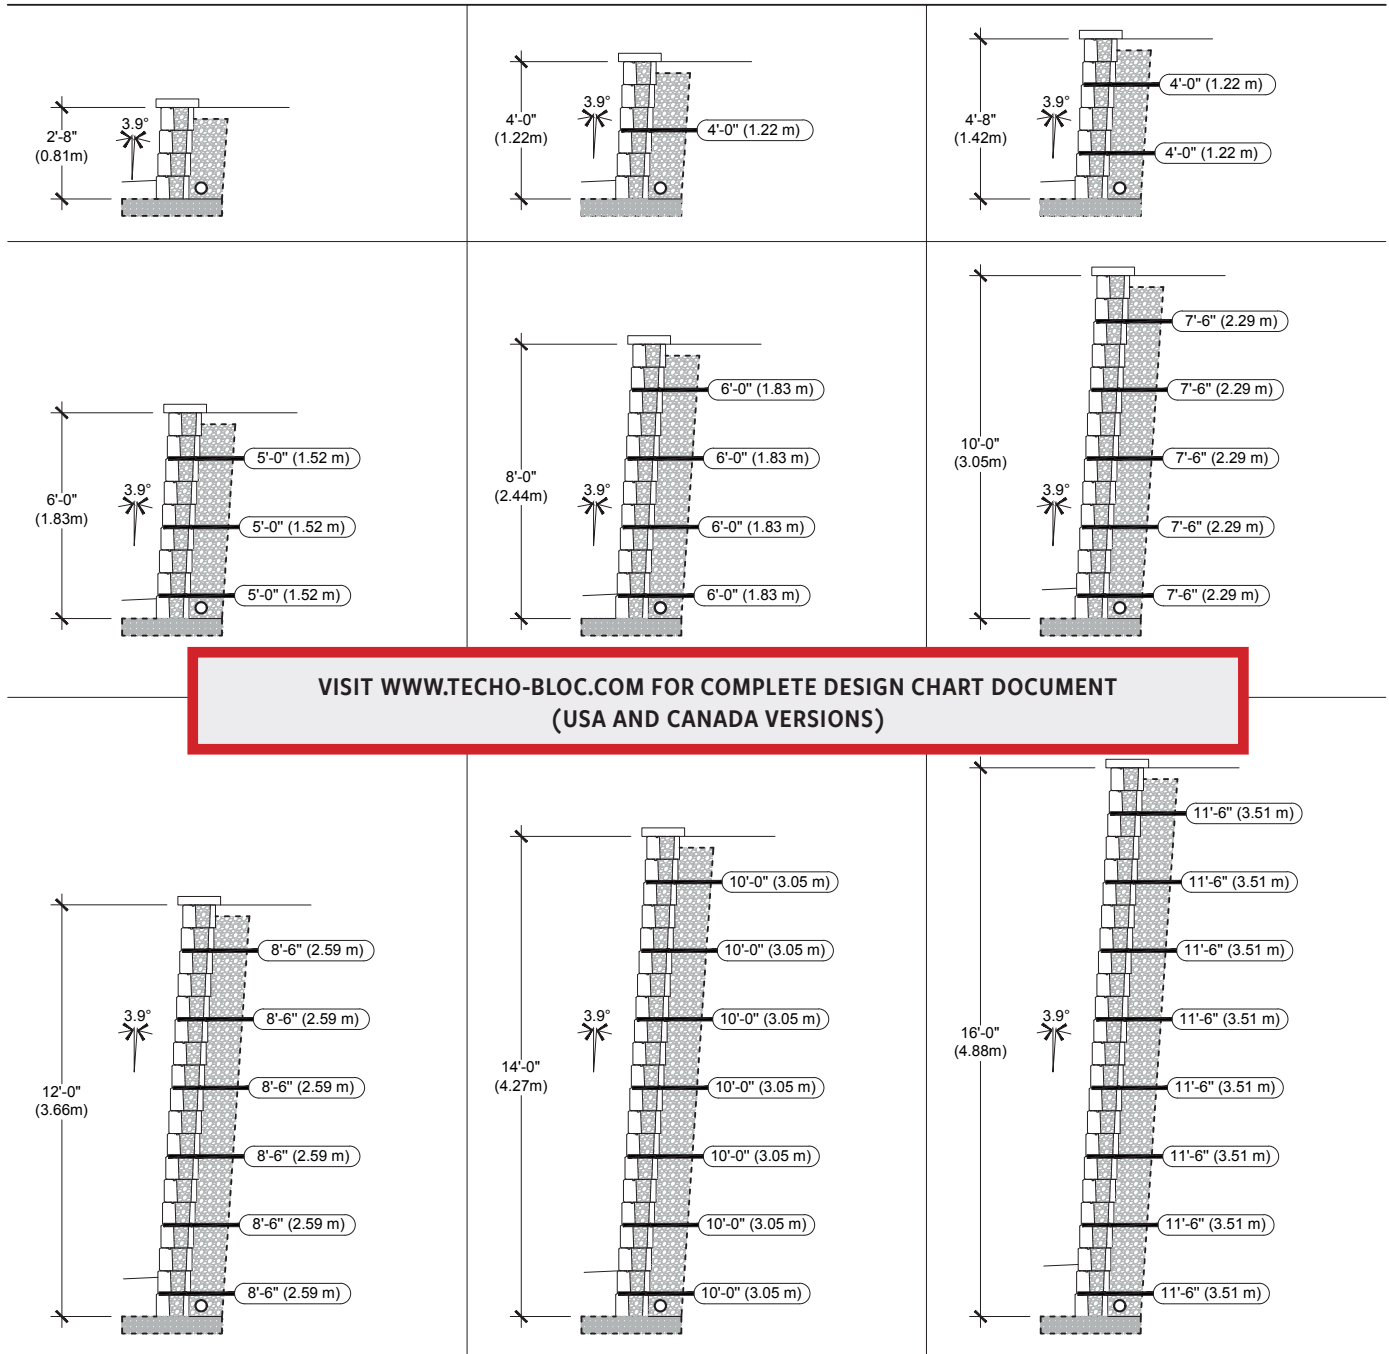 2'-8"
(0.81m)
3.9°
4'-0"
(1.22m)
3.9°
4'-0" (1.22 m)
4'-8"
(1.42m)
3.9°
4'-0" (1.22 m)
4'-0" (1.22 m)
6'-0"
(1.83m)
3.9°
5'-0" (1.52 m)
5'-0" (1.52 m)
5'-0" (1.52 m)
8'-0"
(2.44m)
3.9°
6'-0" (1.83 m)
6'-0" (1.83 m)
6'-0" (1.83 m)
6'-0" (1.83 m)
10'-0"
(3.05m)
3.9°
7'-6" (2.29 m)
7'-6" (2.29 m)
7'-6" (2.29 m)
7'-6" (2.29 m)
7'-6" (2.29 m)
VISIT WWW.TECHO-BLOC.COM FOR COMPLETE DESIGN CHART DOCUMENT
(USA AND CANADA VERSIONS)
12'-0"
(3.66m)
3.9°
8'-6" (2.59 m)
8'-6" (2.59 m)
8'-6" (2.59 m)
8'-6" (2.59 m)
8'-6" (2.59 m)
8'-6" (2.59 m)
14'-0"
(4.27m)
3.9°
10'-0" (3.05 m)
10'-0" (3.05 m)
10'-0" (3.05 m)
10'-0" (3.05 m)
10'-0" (3.05 m)
10'-0" (3.05 m)
10'-0" (3.05 m)
16'-0"
(4.88m)
3.9°
11'-6" (3.51 m)
11'-6" (3.51 m)
11'-6" (3.51 m)
11'-6" (3.51 m)
11'-6" (3.51 m)
11'-6" (3.51 m)
11'-6" (3.51 m)
11'-6" (3.51 m)